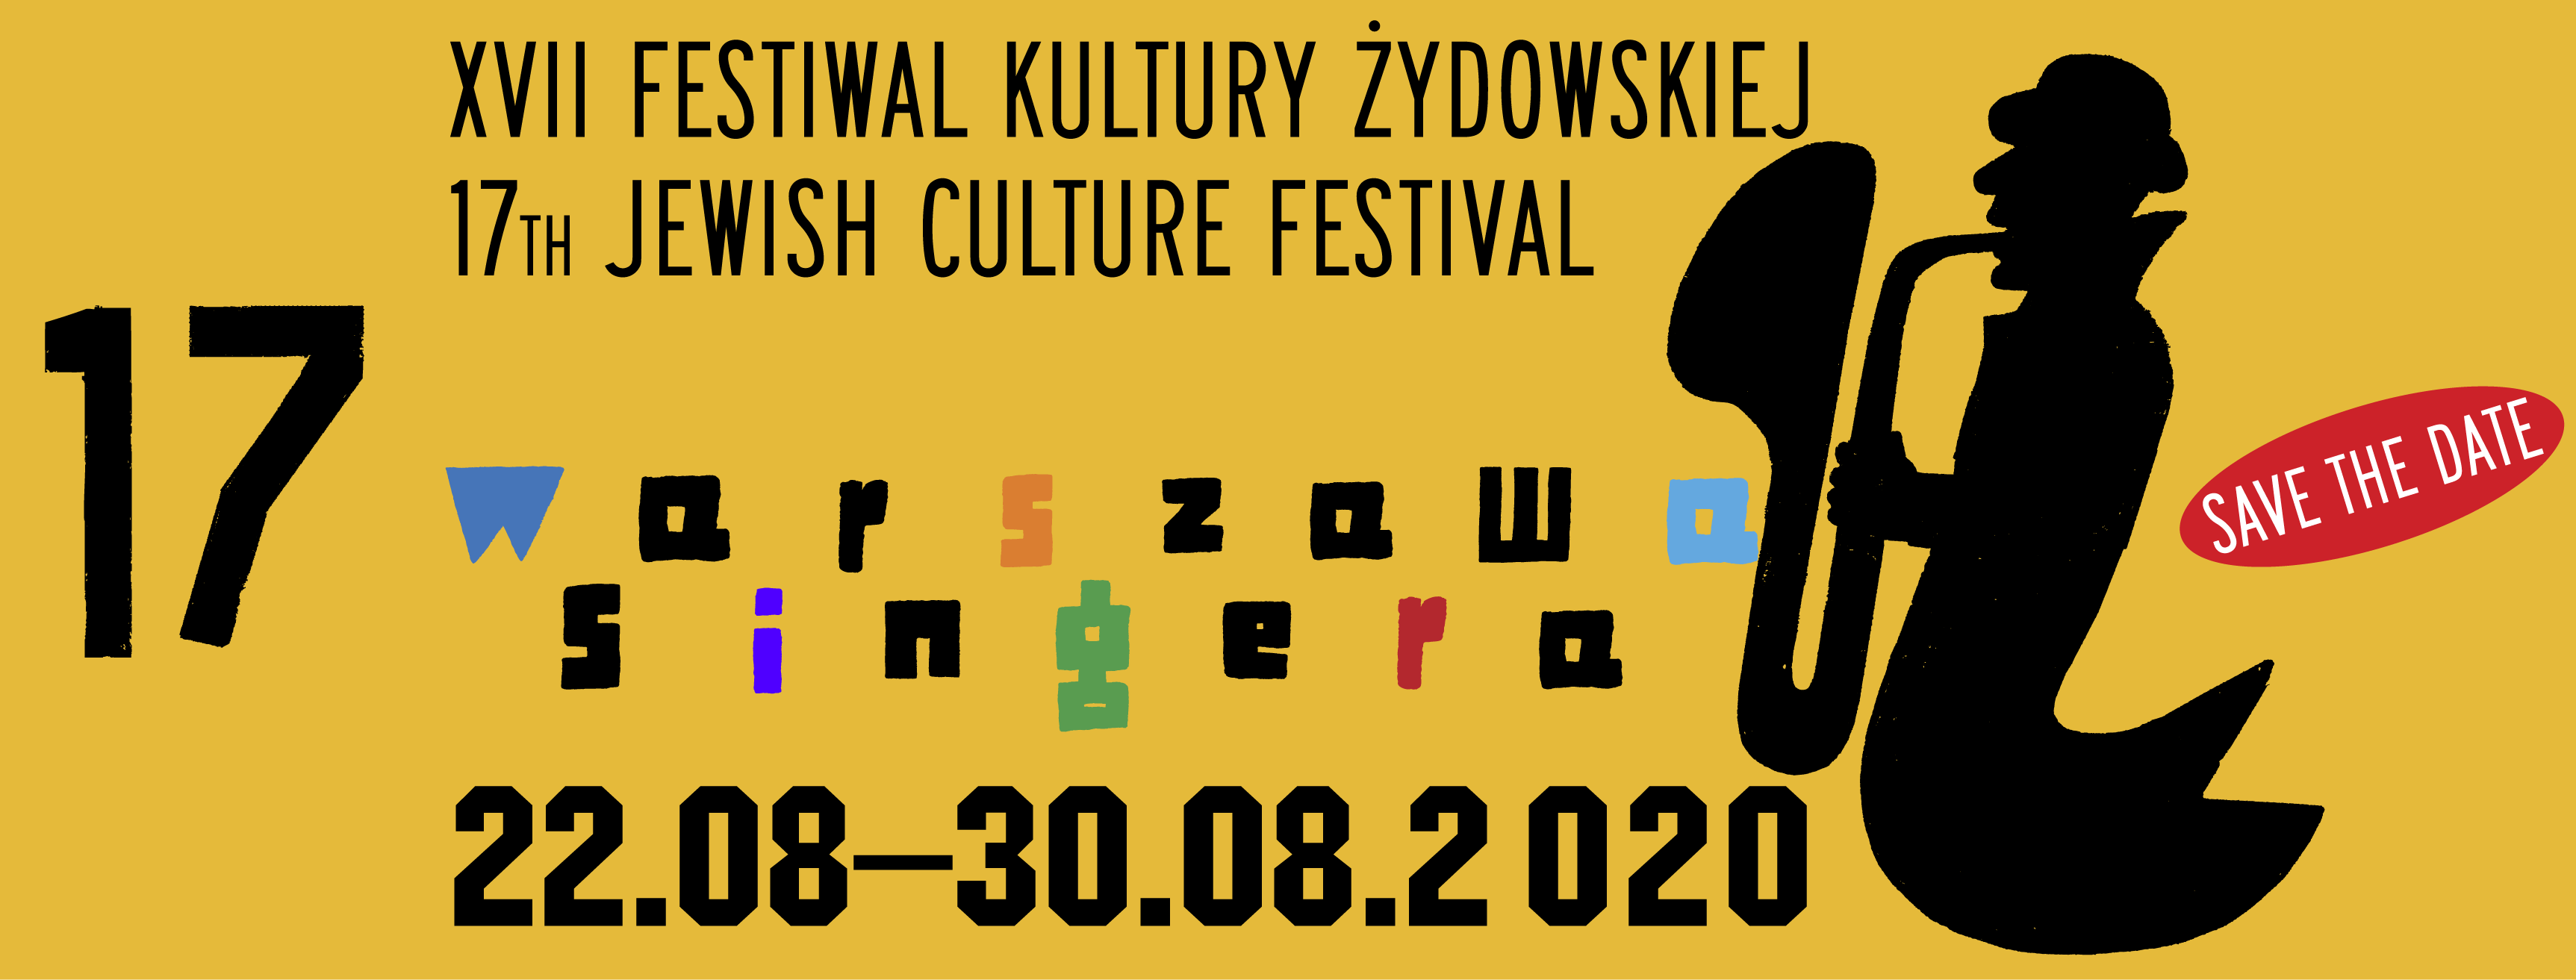 XVII FESTIWAL KULTURY ŻYDOWSKIEJ
17TH JEWISH CULTURE FESTIVAL
17
warszawa
singera
SAVE THE DATE
22.08—30.08.2020